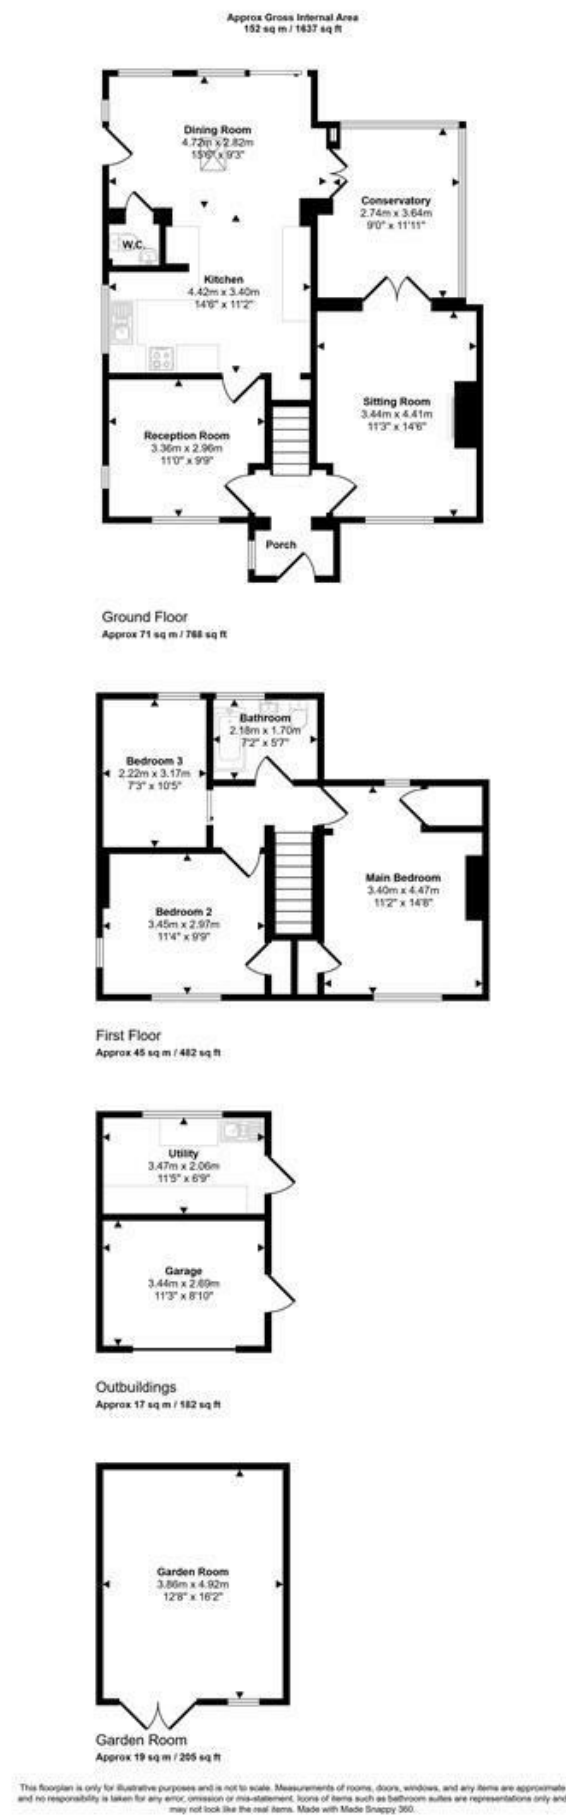 Approx Gross Internal Area
152 sq m / 1637 sq ft
Dining Room
4.72m x 2.82m
15'6" x 9'3"
Conservatory
2.74m x 3.64m
9'0" x 11'11"
W.C.
Kitchen
4.42m x 3.40m
14'6" x 11'2"
Sitting Room
3.44m x 4.41m
11'3" x 14'6"
Reception Room
3.36m x 2.96m
11'0" x 9'9"
Porch
Ground Floor
Approx 71 sq m / 768 sq ft
Bathroom
2.18m x 1.70m
7'2" x 5'7"
Bedroom 3
2.22m x 3.17m
7'3" x 10'5"
Main Bedroom
3.40m x 4.47m
11'2" x 14'8"
Bedroom 2
3.45m x 2.97m
11'4" x 9'9"
First Floor
Approx 45 sq m / 482 sq ft
Utility
3.47m x 2.06m
11'5" x 6'9"
Garage
3.44m x 2.69m
11'3" x 8'10"
Outbuildings
Approx 17 sq m / 182 sq ft
Garden Room
3.86m x 4.92m
12'8" x 16'2"
Garden Room
Approx 19 sq m / 205 sq ft
This floorplan is only for illustrative purposes and is not to scale. Measurements of rooms, doors, windows, and any items are approximate
and no responsibility is taken for any error, omission or mis-statement. Icons of items such as bathroom suites are representations only and
may not look like the real items. Made with Made Snappy 360.